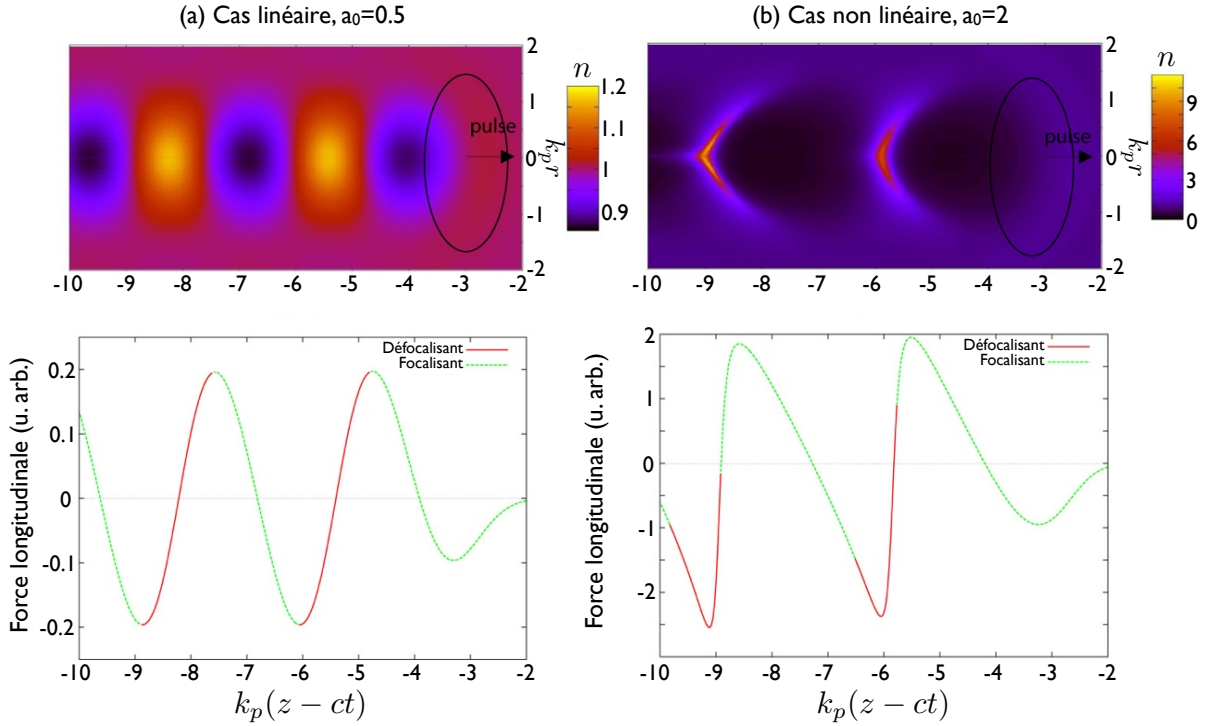 (a) Cas linéaire, a₀=0.5
(b) Cas non linéaire, a₀=2
2
1
0
-1
-2
k_p r
pulse
-10 -9 -8 -7 -6 -5 -4 -3 -2
n
1.2
1.1
1
0.9
2
1
0
-1
-2
k_p r
pulse
-10 -9 -8 -7 -6 -5 -4 -3 -2
n
9
6
3
0
Force longitudinale (u. arb.)
0.2
0.1
0
-0.1
-0.2
Défocalisant
Focalisant
-10 -9 -8 -7 -6 -5 -4 -3 -2
k_p(z − ct)
Force longitudinale (u. arb.)
2
1
0
-1
-2
Défocalisant
Focalisant
-10 -9 -8 -7 -6 -5 -4 -3 -2
k_p(z − ct)